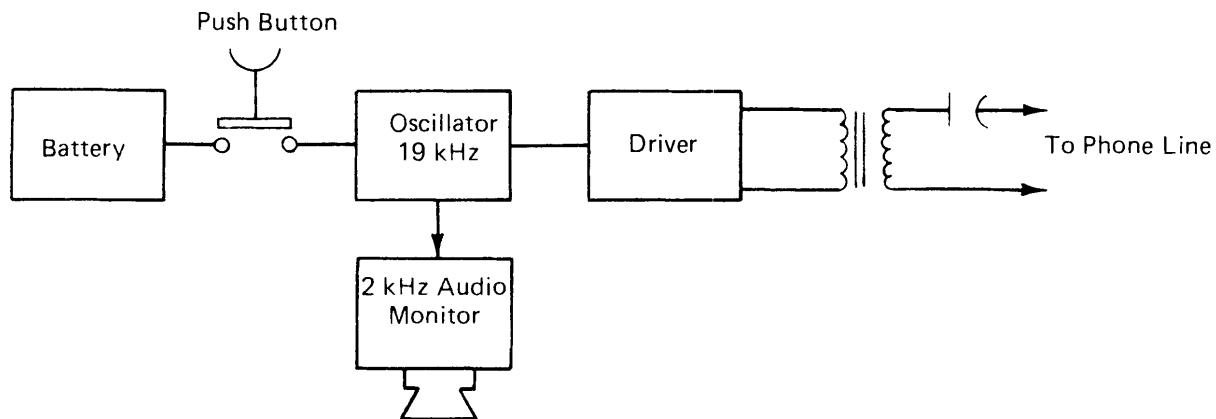 Push Button
Battery
Oscillator
19 kHz
Driver
To Phone Line
2 kHz Audio
Monitor